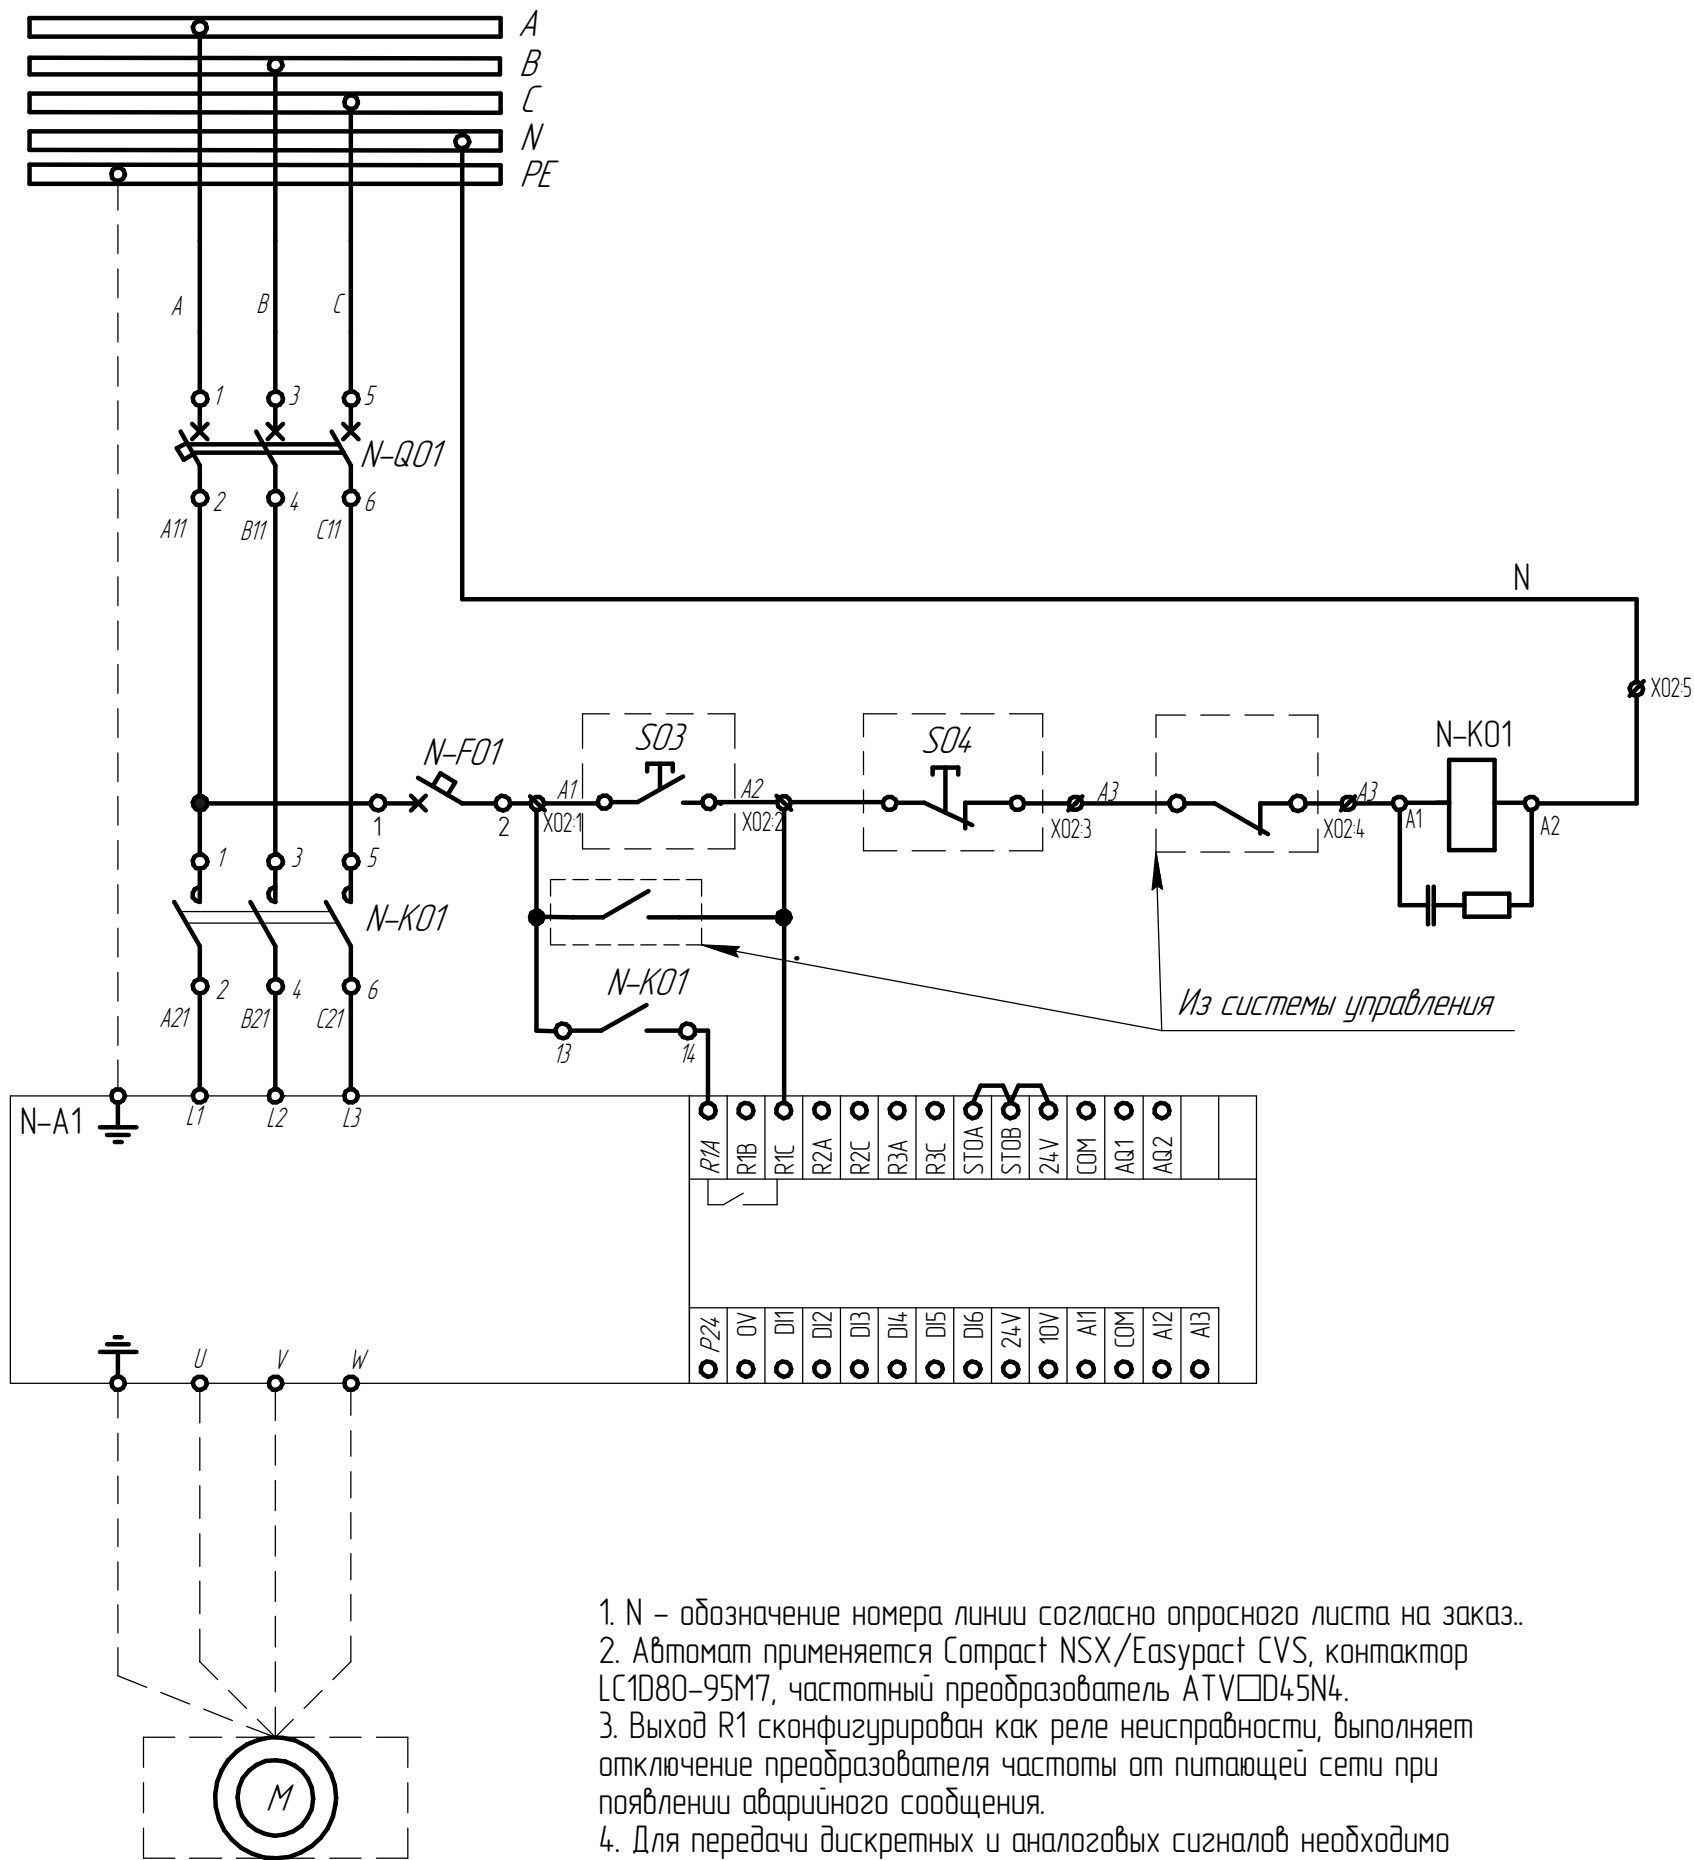 A
B
C
N
PE
A B C
1 3 5
N-Q01
2 4 6
A11 B11 C11
N
X02:5
N-F01
S03
S04
N-K01
A1
A2
A3
A3
1
2
X02:1
X02:2
X02:3
X02:4
A1
A2
1 3 5
N-K01
2 4 6
A21 B21 C21
N-K01
13
14
Из системы управления
N-A1
L1 L2 L3
R1A R1B R1C R2A R2C R3A R3C STOA STOB 24V COM AQ1 AQ2
P24 0V DI1 DI2 DI3 DI4 DI5 DI6 24V 10V AI1 COM AI2 AI3
U V W
M
1. N – обозначение номера линии согласно опросного листа на заказ..
2. Автомат применяется Compact NSX/Easypact CVS, контактор
LC1D80-95M7, частотный преобразователь ATV□D45N4.
3. Выход R1 сконфигурирован как реле неисправности, выполняет
отключение преобразователя частоты от питающей сети при
появлении аварийного сообщения.
4. Для передачи дискретных и аналоговых сигналов необходимо